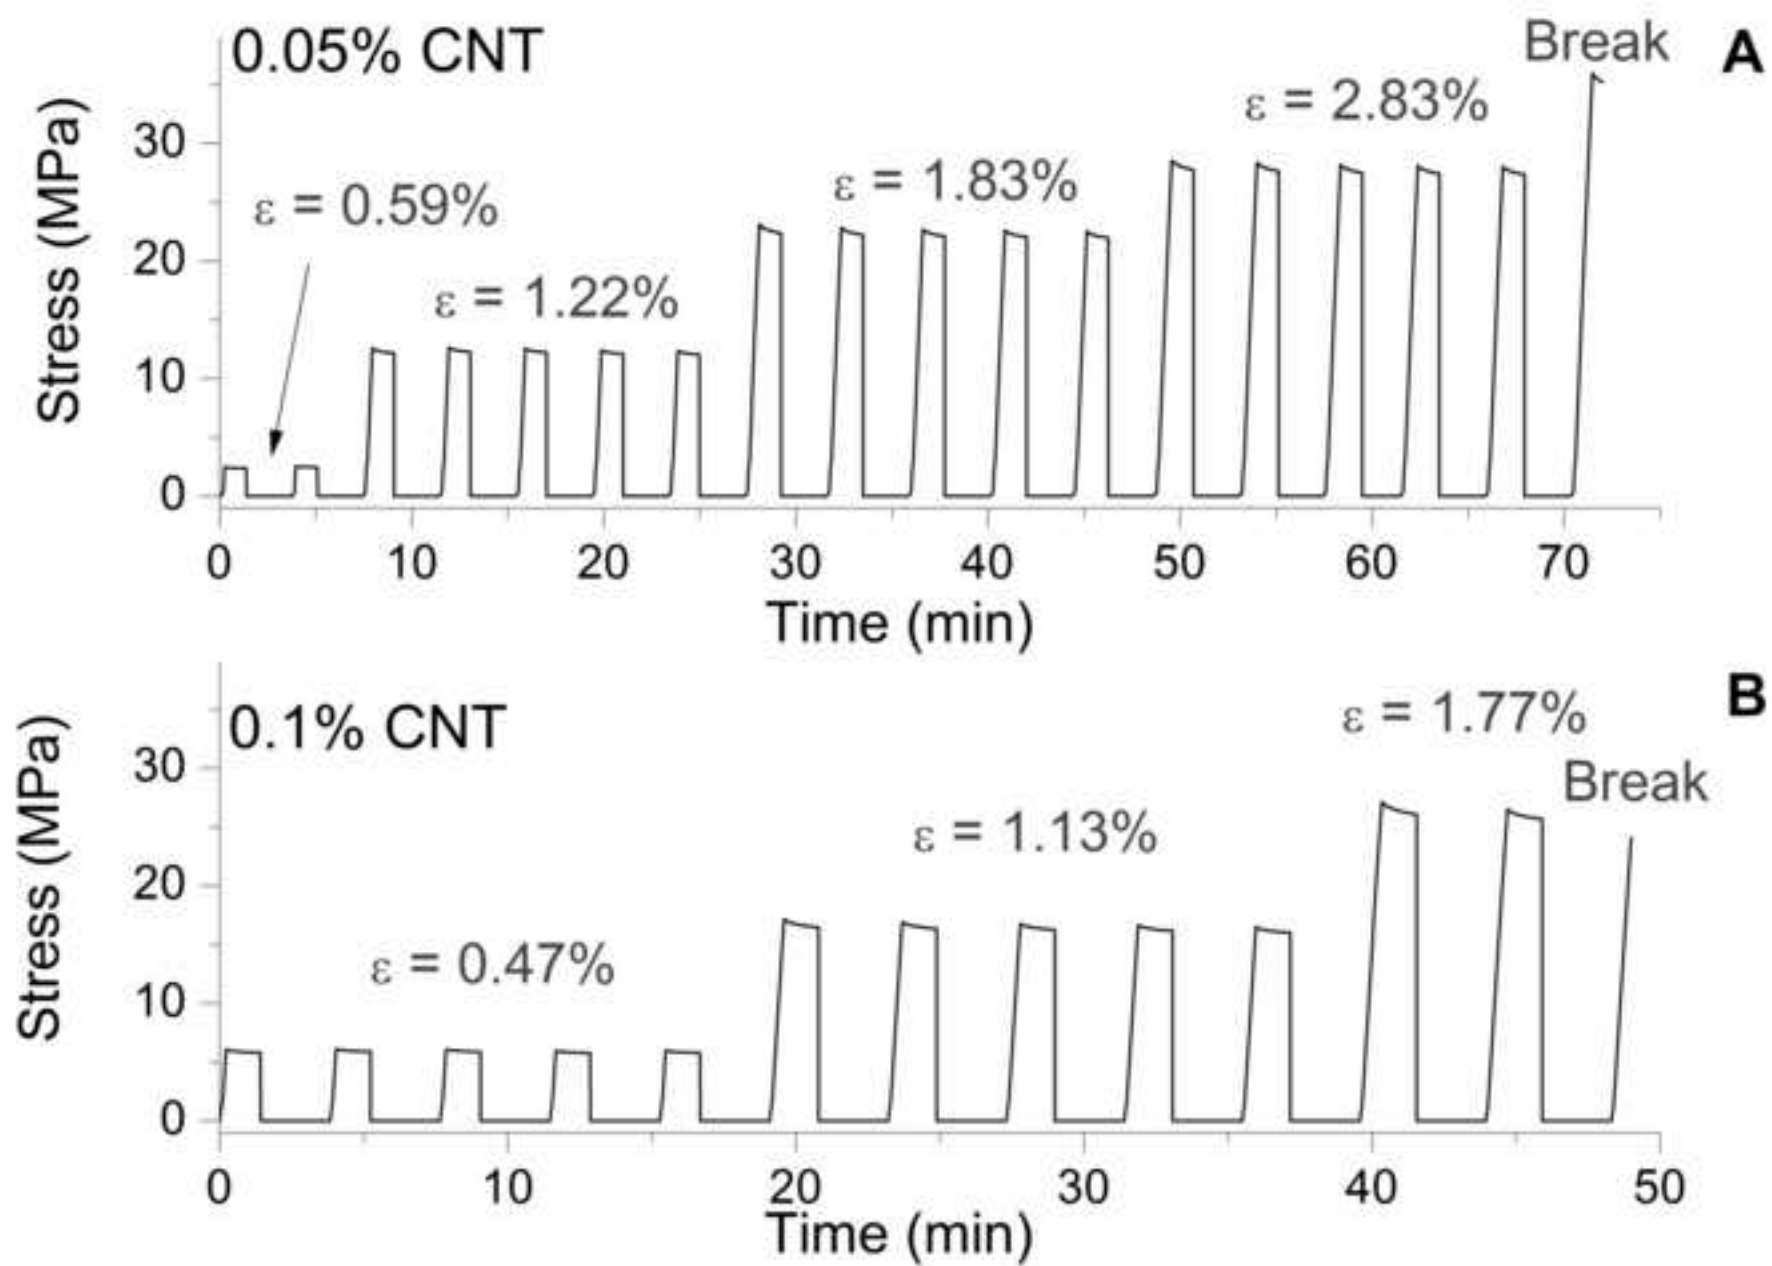 0.05% CNT
Break
A
ε = 2.83%
ε = 1.83%
ε = 0.59%
ε = 1.22%
Stress (MPa)
30
20
10
0
0 10 20 30 40 50 60 70
Time (min)
0.1% CNT
ε = 1.77%
B
Break
ε = 1.13%
ε = 0.47%
Stress (MPa)
30
20
10
0
0 10 20 30 40 50
Time (min)